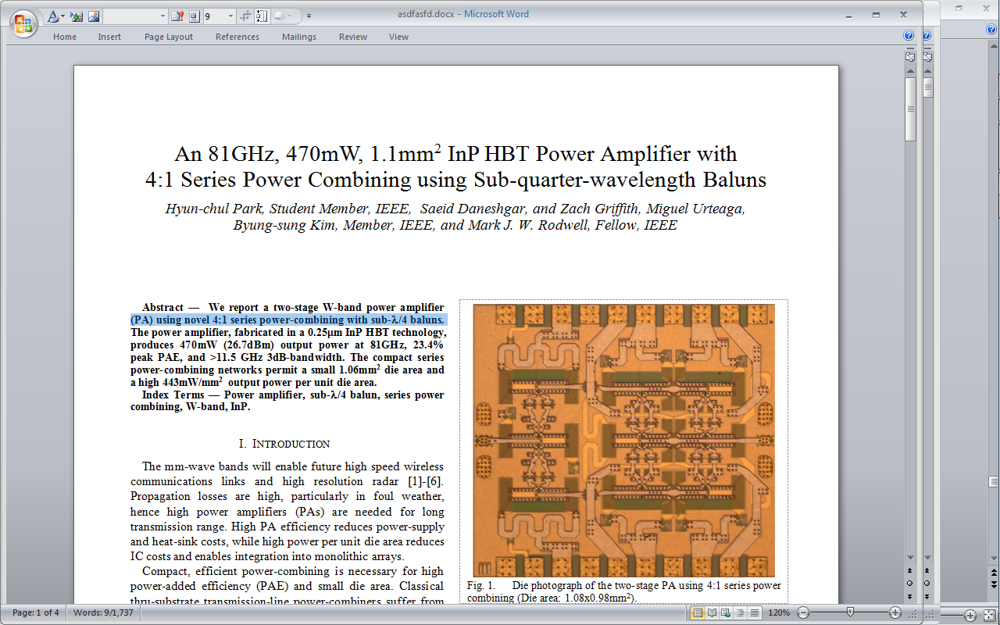 9
asdfasfd.docx - Microsoft Word
Home Insert Page Layout References Mailings Review View
An 81GHz, 470mW, 1.1mm² InP HBT Power Amplifier with
4:1 Series Power Combining using Sub-quarter-wavelength Baluns
Hyun-chul Park, Student Member, IEEE, Saeid Daneshgar, and Zach Griffith, Miguel Urteaga,
Byung-sung Kim, Member, IEEE, and Mark J. W. Rodwell, Fellow, IEEE
Abstract — We report a two-stage W-band power amplifier
(PA) using novel 4:1 series power-combining with sub-λ/4 baluns.
The power amplifier, fabricated in a 0.25μm InP HBT technology,
produces 470mW (26.7dBm) output power at 81GHz, 23.4%
peak PAE, and >11.5 GHz 3dB-bandwidth. The compact series
power-combining networks permit a small 1.06mm² die area and
a high 443mW/mm² output power per unit die area.
Index Terms — Power amplifier, sub-λ/4 balun, series power
combining, W-band, InP.
I. INTRODUCTION
The mm-wave bands will enable future high speed wireless
communications links and high resolution radar [1]-[6].
Propagation losses are high, particularly in foul weather,
hence high power amplifiers (PAs) are needed for long
transmission range. High PA efficiency reduces power-supply
and heat-sink costs, while high power per unit die area reduces
IC costs and enables integration into monolithic arrays.
Compact, efficient power-combining is necessary for high
power-added efficiency (PAE) and small die area. Classical
thru-substrate transmission-line power-combiners suffer from
Fig. 1. Die photograph of the two-stage PA using 4:1 series power
combining (Die area: 1.08x0.98mm²).
Page: 1 of 4 Words: 9/1,737 120%